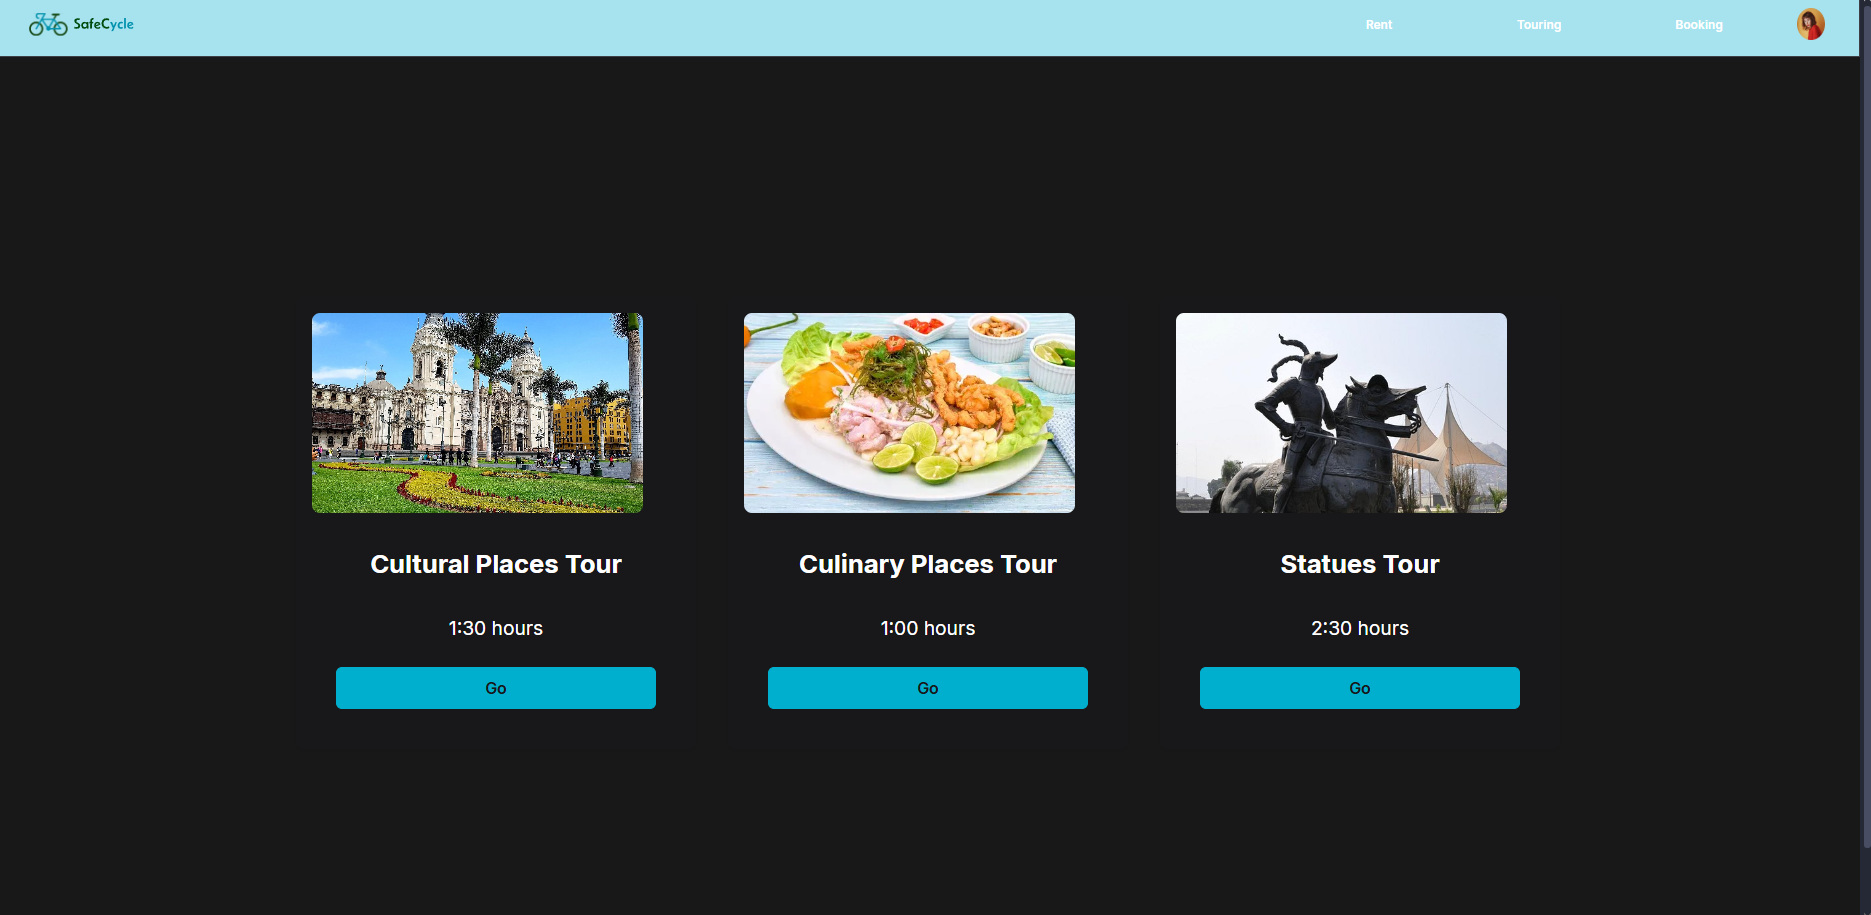 SafeCycle
Rent
Touring
Booking
Cultural Places Tour
1:30 hours
Go
Culinary Places Tour
1:00 hours
Go
Statues Tour
2:30 hours
Go